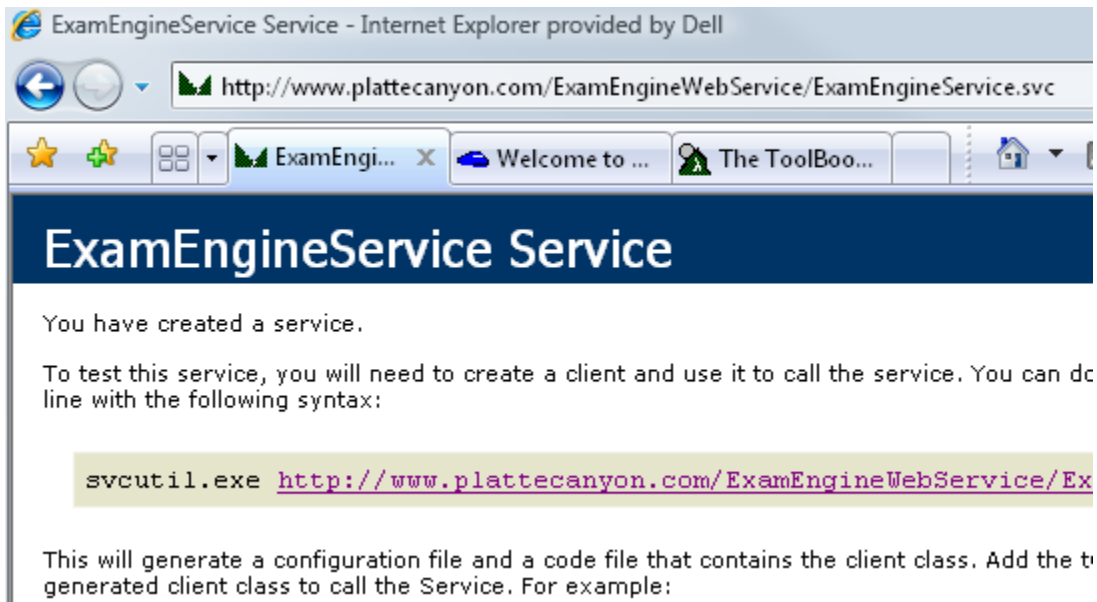 ExamEngineService Service - Internet Explorer provided by Dell
http://www.plattecanyon.com/ExamEngineWebService/ExamEngineService.svc
ExamEngi... X Welcome to ... The ToolBoo...
ExamEngineService Service
You have created a service.
To test this service, you will need to create a client and use it to call the service. You can do
line with the following syntax:
svcutil.exe http://www.plattecanyon.com/ExamEngineWebService/Ex
This will generate a configuration file and a code file that contains the client class. Add the
generated client class to call the Service. For example: